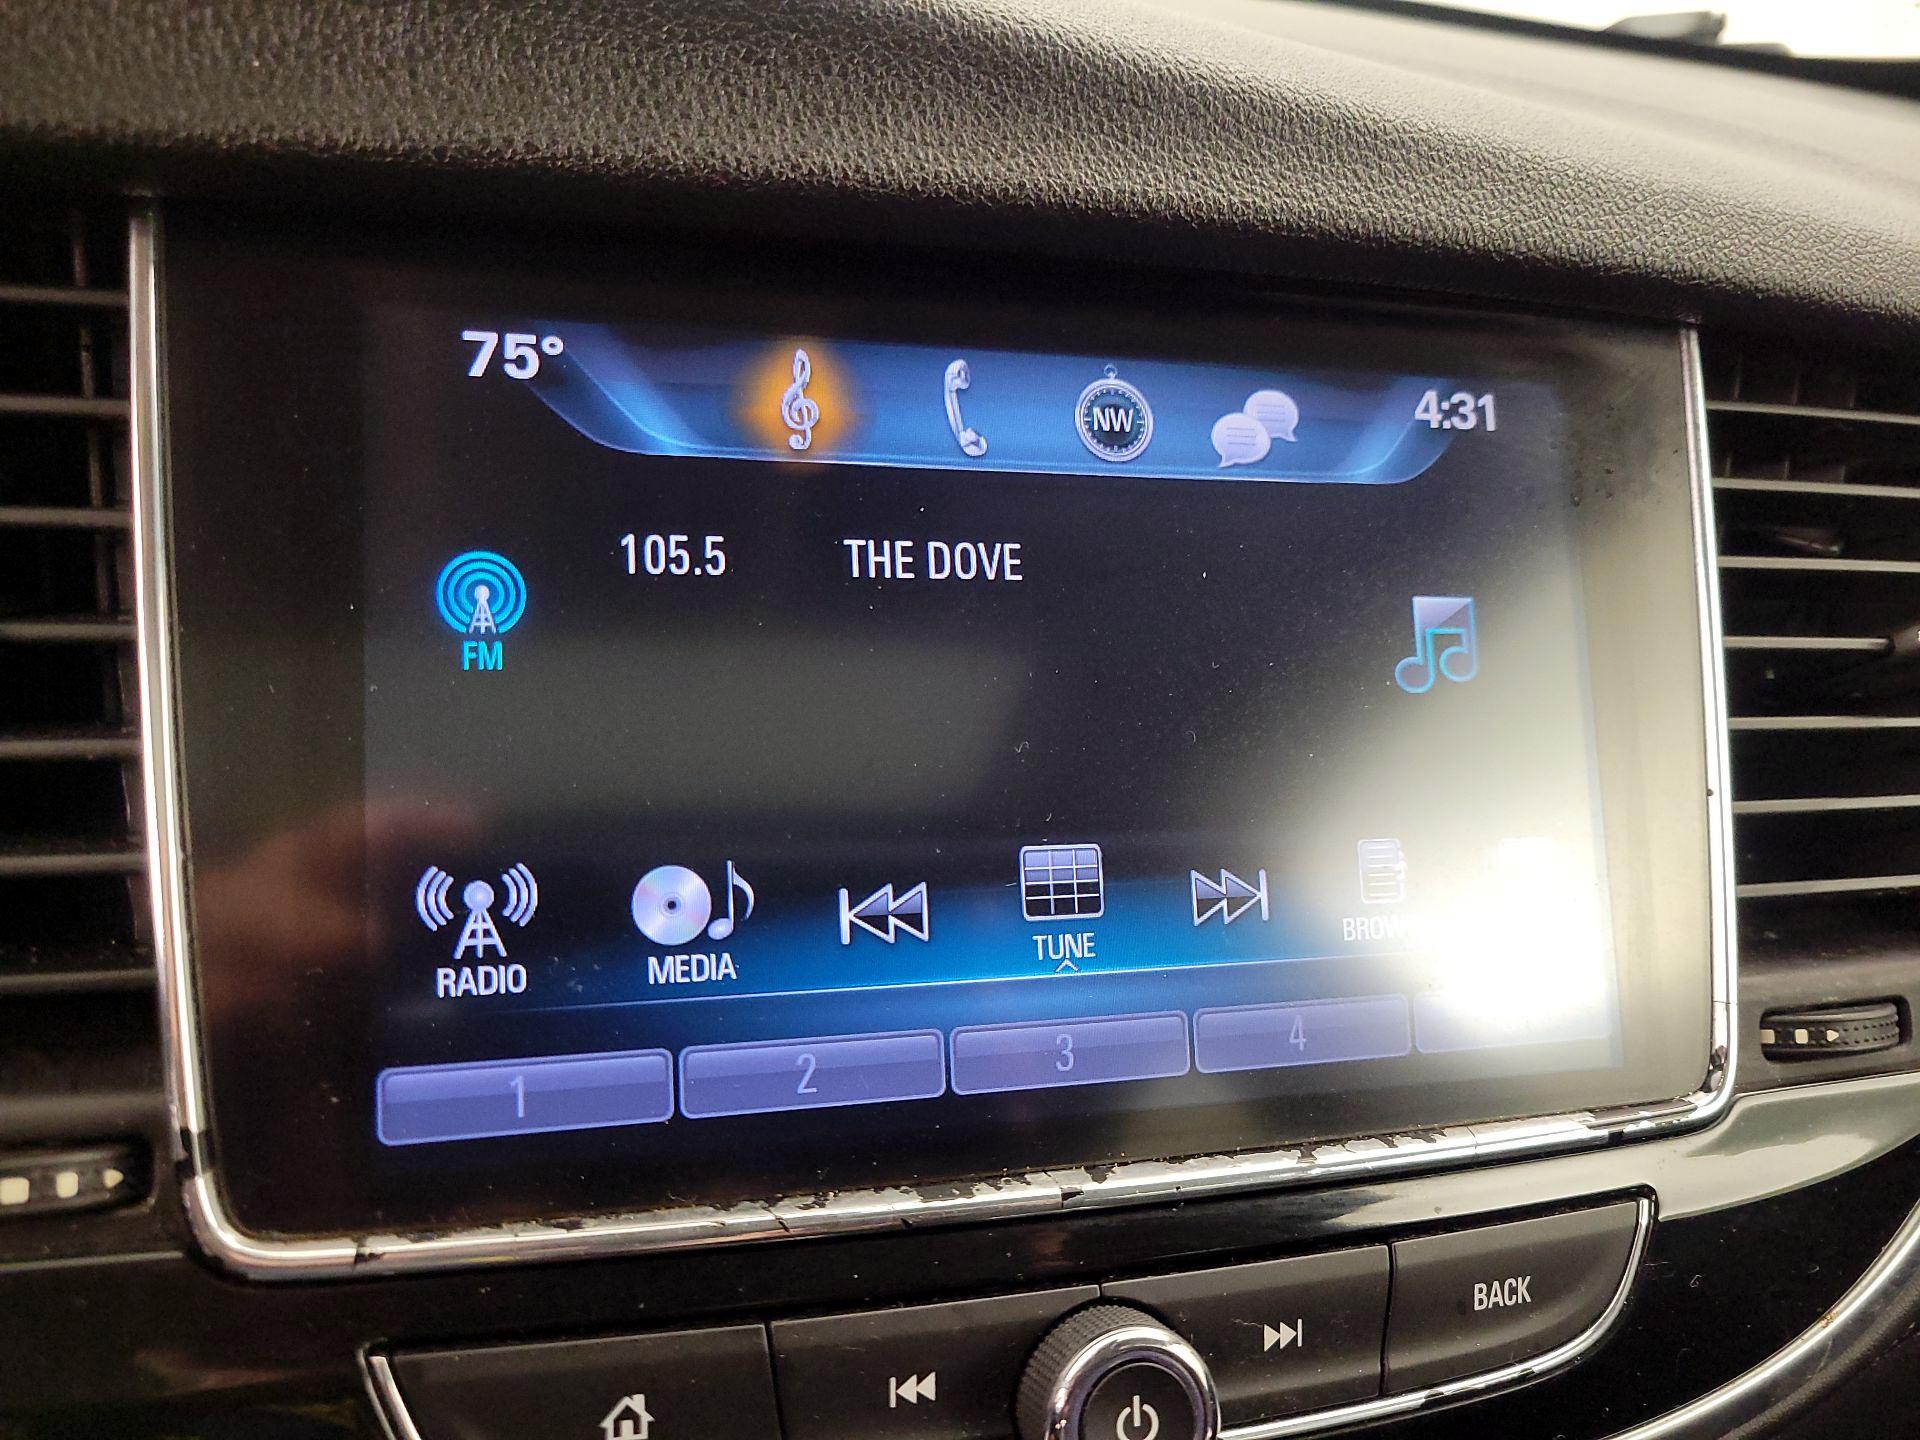 75°
NW
4:31
105.5 THE DOVE
FM
RADIO
MEDIA
TUNE
1 2 3 4
BACK